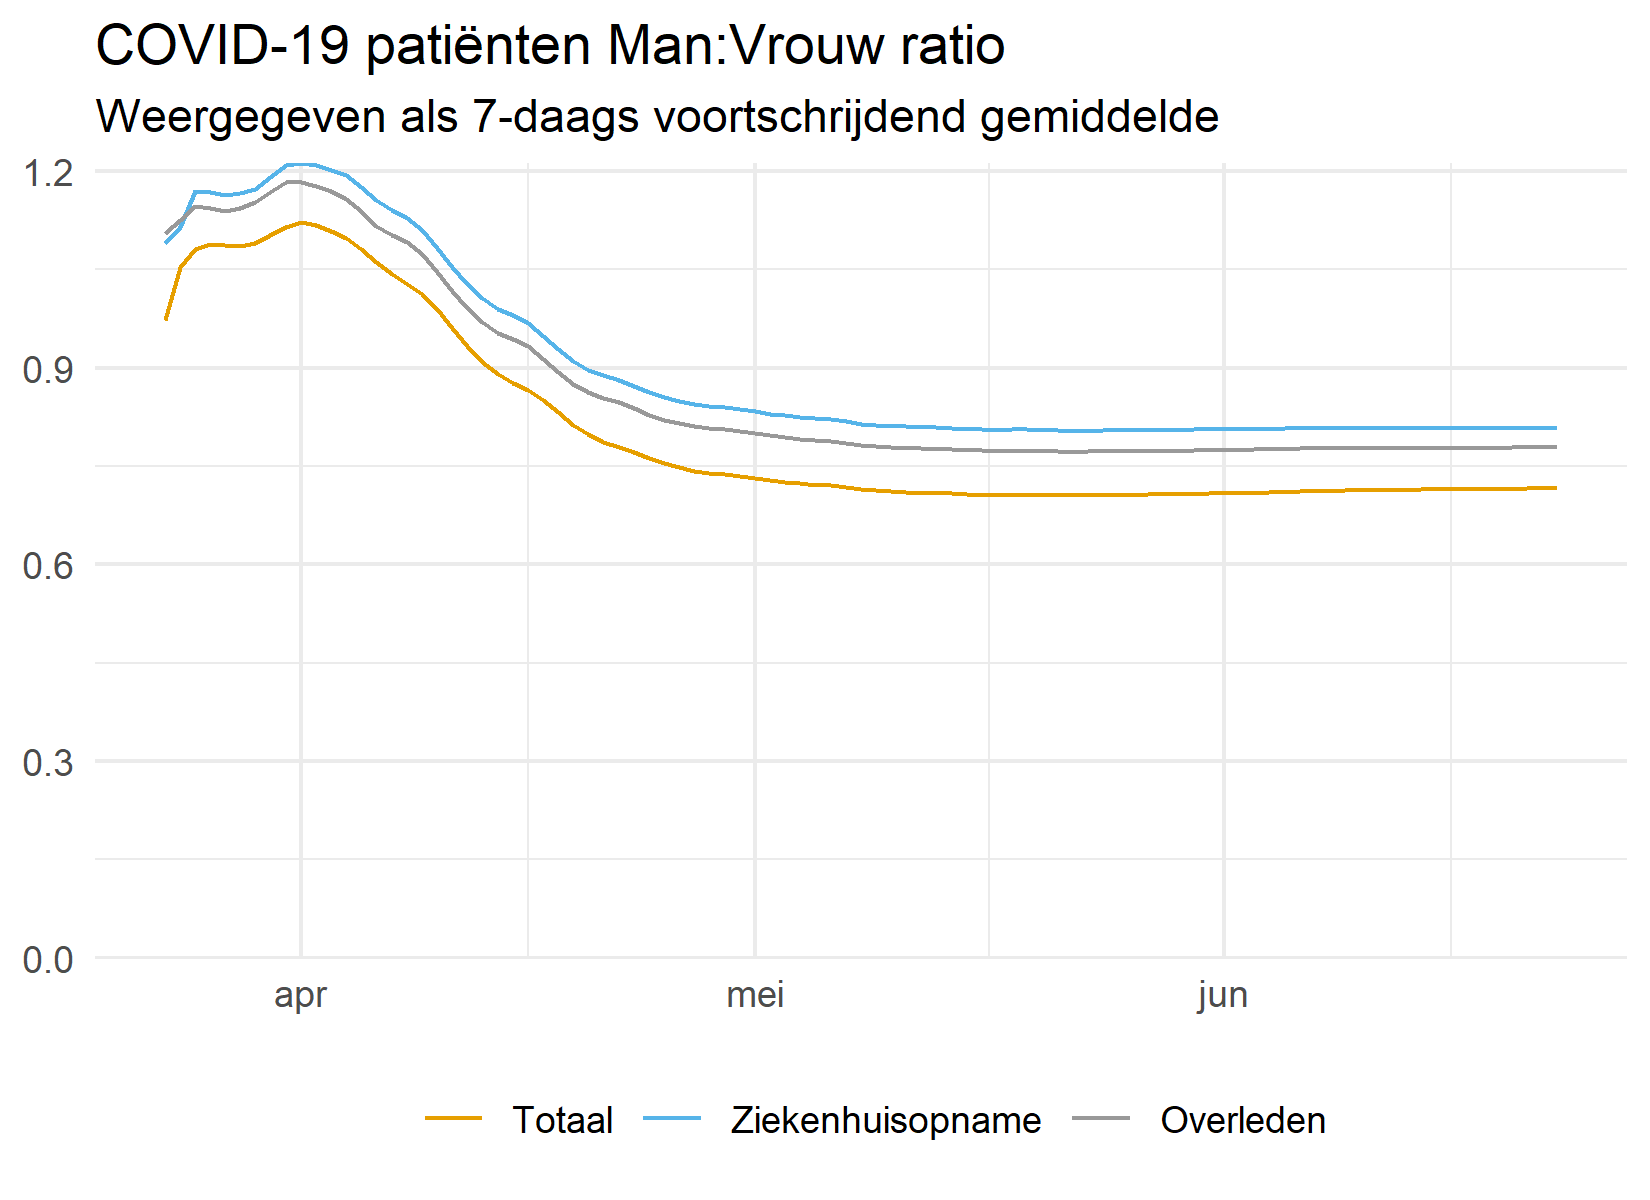 COVID-19 patiënten Man:Vrouw ratio
Weergegeven als 7-daags voortschrijdend gemiddelde
1.2
0.9
0.6
0.3
0.0
apr mei jun
Totaal Ziekenhuisopname Overleden